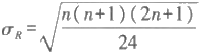 σ_R = √(n(n+1)(2n+1)/24)